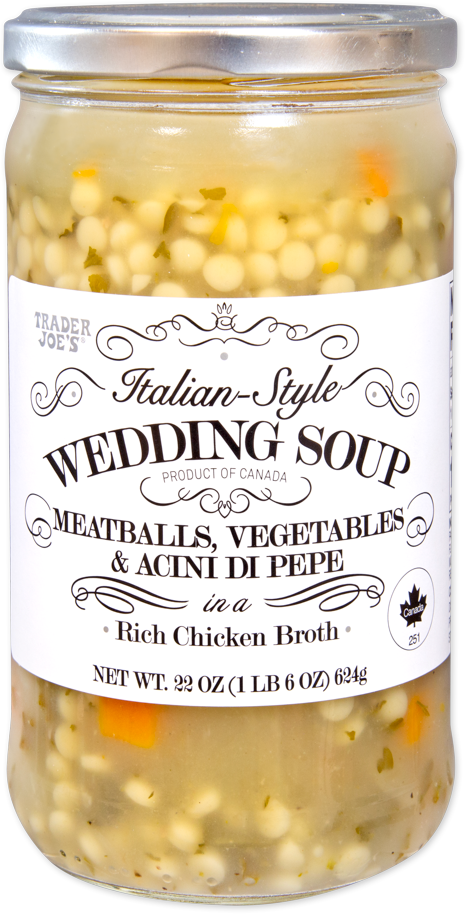 TRADER
JOE'S®
Italian-Style
WEDDING SOUP
PRODUCT OF CANADA
MEATBALLS, VEGETABLES
& ACINI DI PEPE
in a
• Rich Chicken Broth •
Canada
251
NET WT. 22 OZ (1 LB 6 OZ) 624g